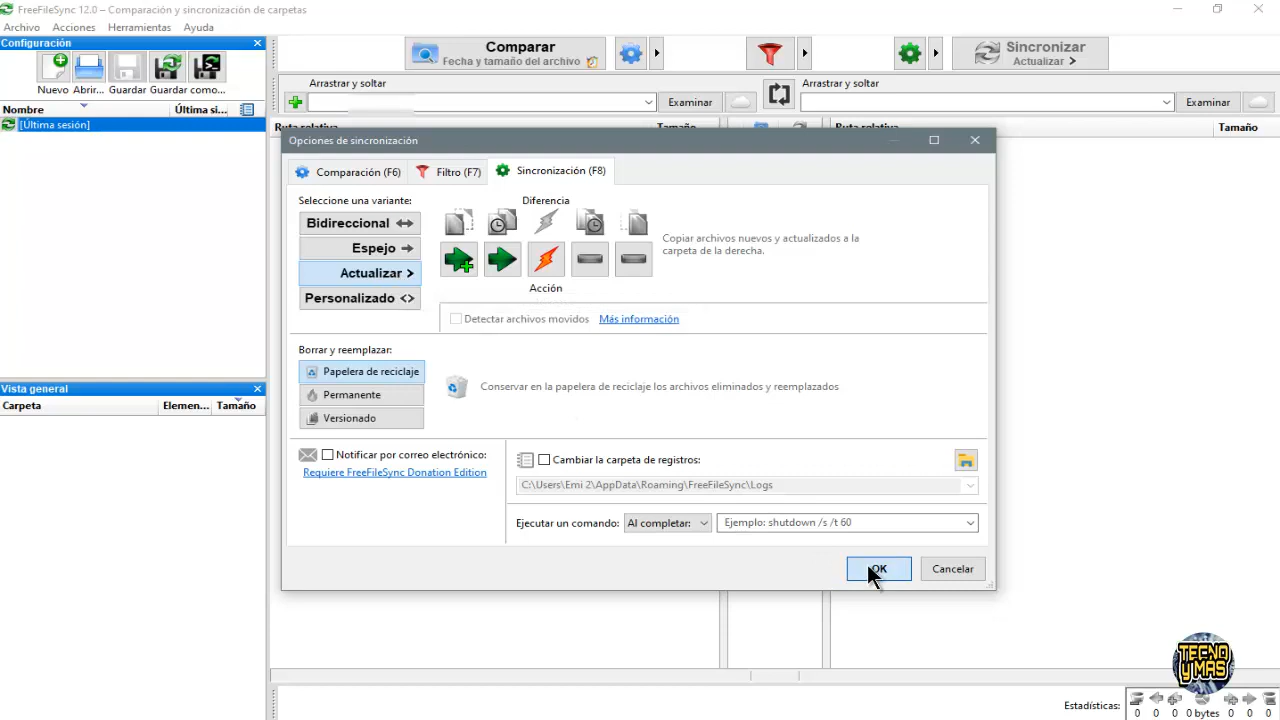 FreeFileSync 12.0 - Comparación y sincronización de carpetas
Archivo Acciones Herramientas Ayuda
Configuración
Nuevo Abrir... Guardar Guardar como...
Nombre Última si...
[Última sesión]
Comparar
Fecha y tamaño del archivo
Sincronizar
Actualizar >
Arrastrar y soltar
Examinar
Arrastrar y soltar
Examinar
Ruta relativa Tamaño
Ruta relativa Tamaño
Opciones de sincronización
Comparación (F6) Filtro (F7) Sincronización (F8)
Seleccione una variante:
Bidireccional
Espejo
Actualizar >
Personalizado <>
Diferencia
Acción
Copiar archivos nuevos y actualizados a la
carpeta de la derecha.
Detectar archivos movidos Más información
Borrar y reemplazar:
Papelera de reciclaje
Permanente
Versionado
Conservar en la papelera de reciclaje los archivos eliminados y reemplazados
Notificar por correo electrónico:
Requiere FreeFileSync Donation Edition
Cambiar la carpeta de registros:
C:\Users\Emi 2\AppData\Roaming\FreeFileSync\Logs
Ejecutar un comando: Al completar: Ejemplo: shutdown /s /t 60
OK Cancelar
Vista general
Carpeta Elemen... Tamaño
TECNO
Y MAS
Estadísticas:
0 0 0 0 bytes 0 0 0